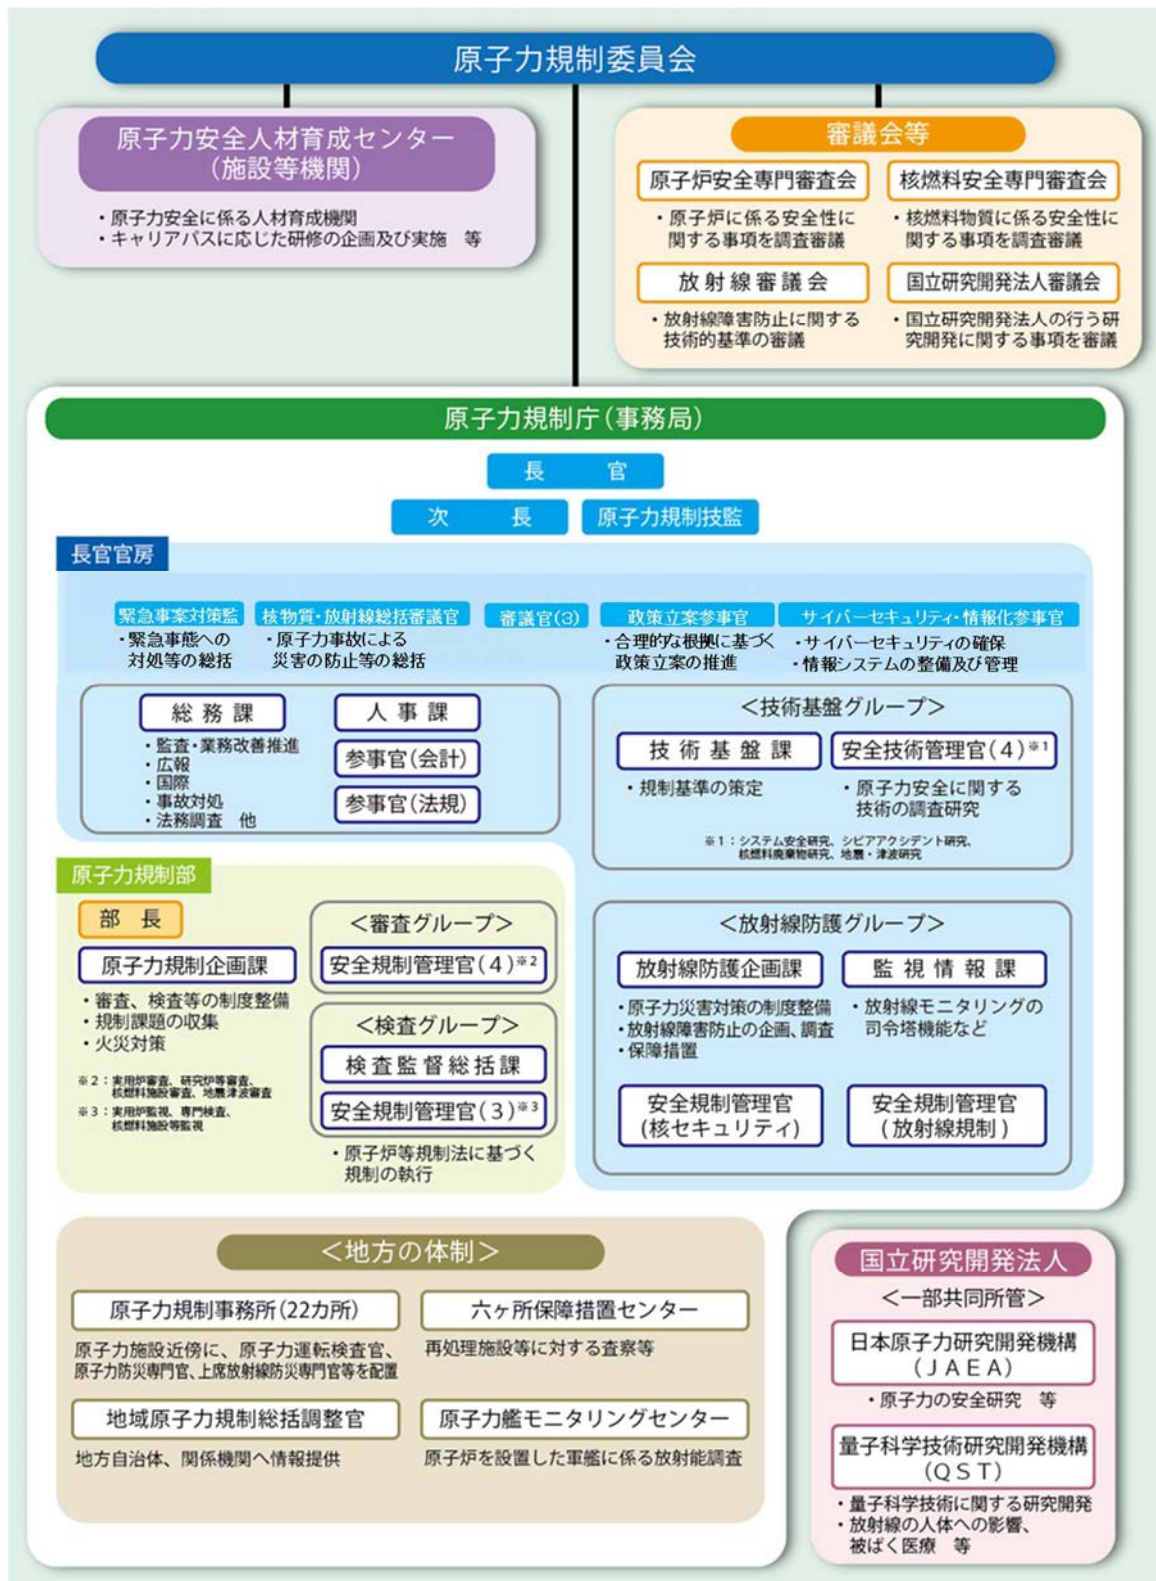 原子力規制委員会
原子力安全人材育成センター
（施設等機関）
・原子力安全に係る人材育成機関
・キャリアパスに応じた研修の企画及び実施　等
審議会等
原子炉安全専門審査会
・原子炉に係る安全性に
関する事項を調査審議
核燃料安全専門審査会
・核燃料物質に係る安全性に
関する事項を調査審議
放射線審議会
・放射線障害防止に関する
技術的基準の審議
国立研究開発法人審議会
・国立研究開発法人の行う研
究開発に関する事項を審議
原子力規制庁（事務局）
長　官
次　長
原子力規制技監
長官官房
緊急事案対策監
・緊急事態への
対処等の総括
核物質・放射線総括審議官
・原子力事故による
災害の防止等の総括
審議官(3)
政策立案参事官
・合理的な根拠に基づく
政策立案の推進
サイバーセキュリティ・情報化参事官
・サイバーセキュリティの確保
・情報システムの整備及び管理
総務課
・監査・業務改善推進
・広報
・国際
・事故対処
・法務調査　他
人事課
参事官（会計）
参事官（法規）
＜技術基盤グループ＞
技術基盤課
・規制基準の策定
安全技術管理官（4）※1
・原子力安全に関する
技術の調査研究
※1：システム安全研究、シビアアクシデント研究、
核燃料廃棄物研究、地震・津波研究
原子力規制部
部　長
原子力規制企画課
・審査、検査等の制度整備
・規制課題の収集
・火災対策
※2：実用炉審査、研究炉等審査、
核燃料施設審査、地震津波審査
※3：実用炉監視、専門検査、
核燃料施設等監視
＜審査グループ＞
安全規制管理官（4）※2
＜検査グループ＞
検査監督総括課
安全規制管理官（3）※3
・原子炉等規制法に基づく
規制の執行
＜放射線防護グループ＞
放射線防護企画課
・原子力災害対策の制度整備
・放射線障害防止の企画、調査
・保障措置
監視情報課
・放射線モニタリングの
司令塔機能など
安全規制管理官
(核セキュリティ)
安全規制管理官
(放射線規制)
＜地方の体制＞
原子力規制事務所（22カ所）
原子力施設近傍に、原子力運転検査官、
原子力防災専門官、上席放射線防災専門官等を配置
六ヶ所保障措置センター
再処理施設等に対する査察等
地域原子力規制総括調整官
地方自治体、関係機関へ情報提供
原子力艦モニタリングセンター
原子炉を設置した軍艦に係る放射能調査
国立研究開発法人
＜一部共同所管＞
日本原子力研究開発機構
（ＪＡＥＡ）
・原子力の安全研究　等
量子科学技術研究開発機構
（ＱＳＴ）
・量子科学技術に関する研究開発
・放射線の人体への影響、
被ばく医療　等